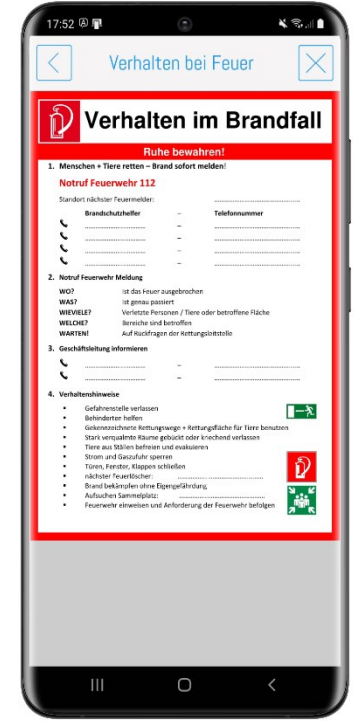 17:52
Verhalten bei Feuer
Verhalten im Brandfall
Ruhe bewahren!
1. Menschen + Tiere retten – Brand sofort melden!
Notruf Feuerwehr 112
Standort nächster Feuermelder: ....................................
Brandschutzhelfer – Telefonnummer
.................................... – ....................................
.................................... – ....................................
.................................... – ....................................
.................................... – ....................................
2. Notruf Feuerwehr Meldung
WO? ist das Feuer ausgebrochen
WAS? ist genau passiert
WIEVIELE? Verletzte Personen / Tiere oder betroffene Fläche
WELCHE? Bereiche sind betroffen
WARTEN! Auf Rückfragen der Rettungsleitstelle
3. Geschäftsleitung informieren
.................................... – ....................................
.................................... – ....................................
4. Verhaltenshinweise
▪ Gefahrenstelle verlassen
▪ Behinderten helfen
▪ Gekennzeichnete Rettungswege + Rettungsfläche für Tiere benutzen
▪ Stark verqualmte Räume gebückt oder kriechend verlassen
▪ Tiere aus Ställen befreien und evakuieren
▪ Strom und Gaszufuhr sperren
▪ Türen, Fenster, Klappen schließen
▪ nächster Feuerlöscher: ....................................
▪ Brand bekämpfen ohne Eigengefährdung
▪ Aufsuchen Sammelplatz: ....................................
▪ Feuerwehr einweisen und Anforderung der Feuerwehr befolgen